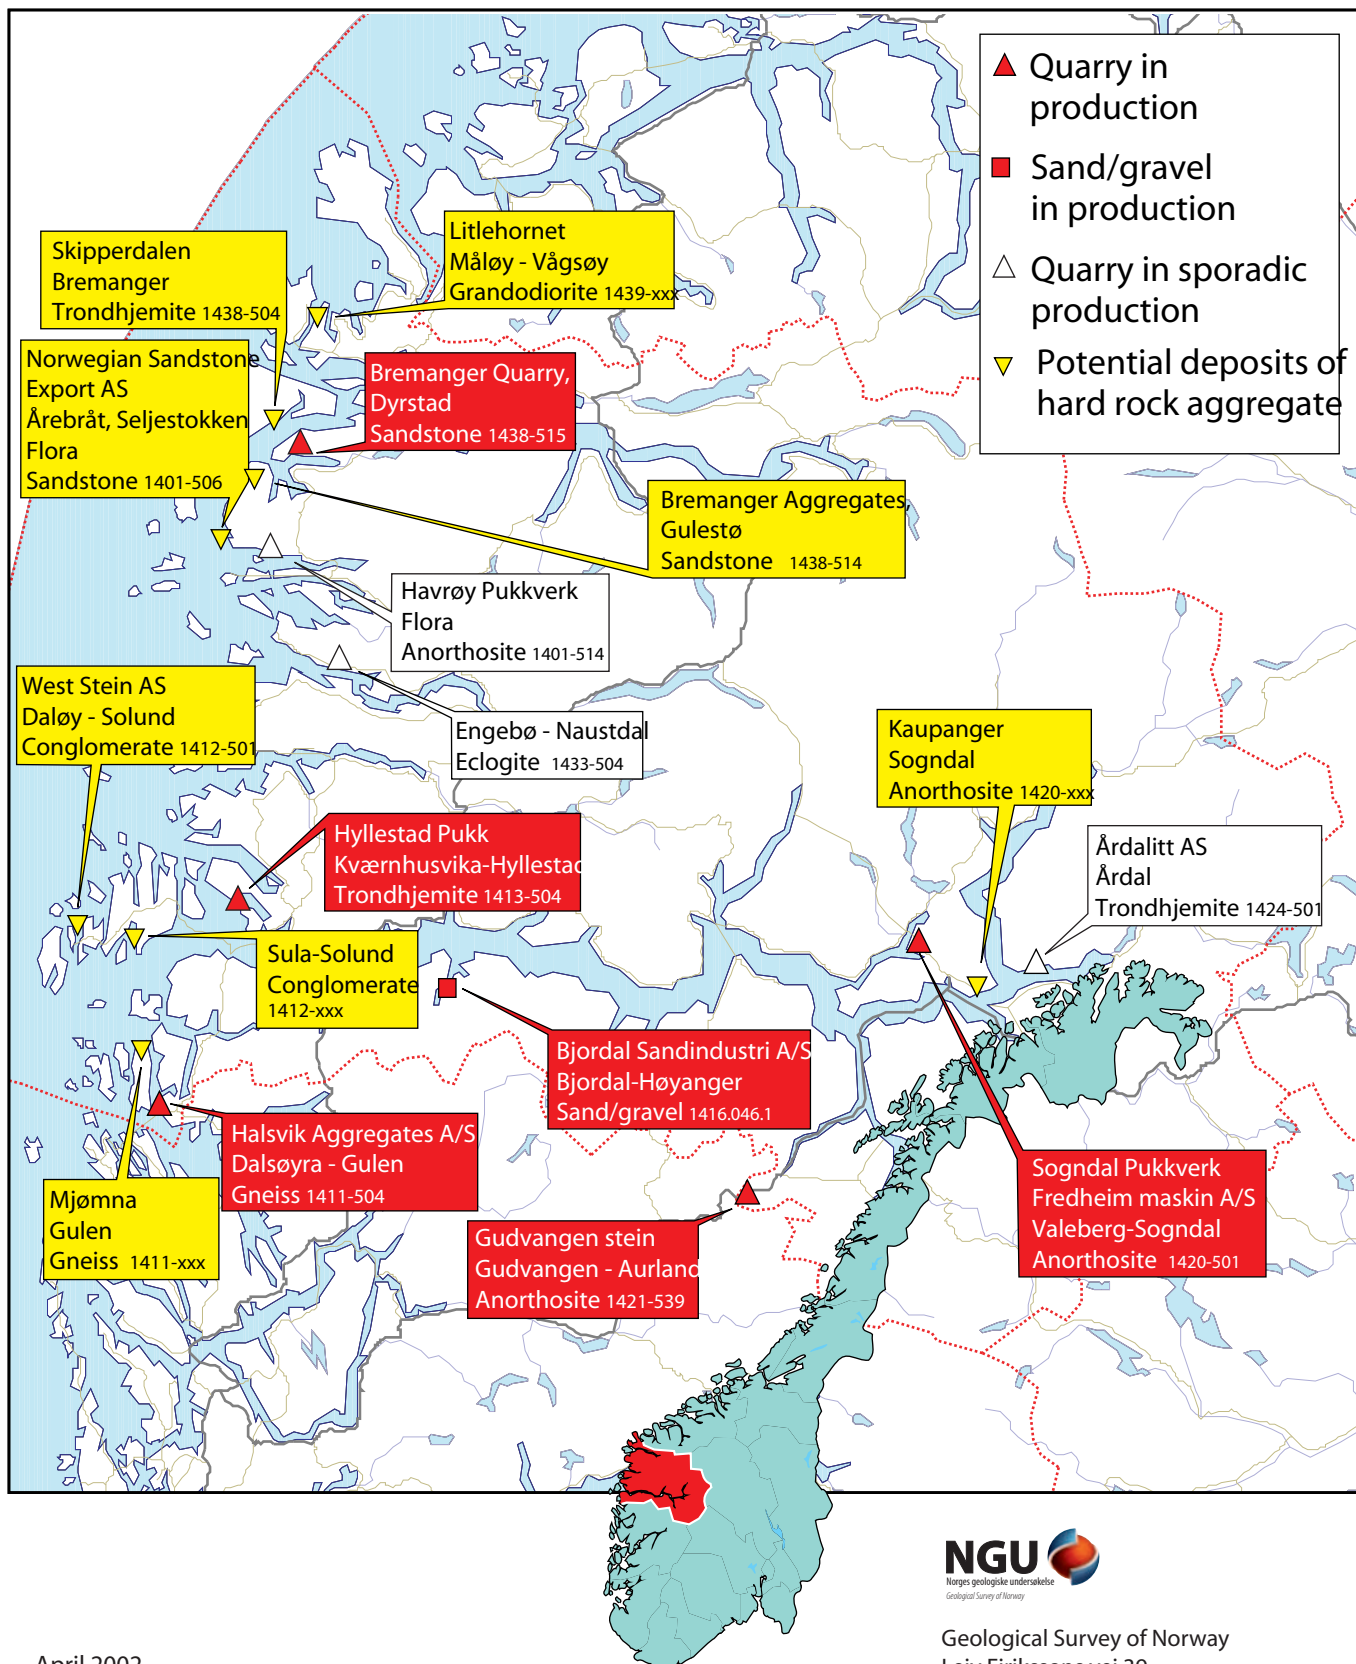 Quarry in
production
Sand/gravel
in production
Quarry in sporadic
production
Potential deposits of
hard rock aggregate
Litlehornet
Måløy - Vågsøy
Grandodiorite 1439-xxx
Skipperdalen
Bremanger
Trondhjemite 1438-504
Norwegian Sandstone
Export AS
Årebråt, Seljestokken
Flora
Sandstone 1401-506
Bremanger Quarry,
Dyrstad
Sandstone 1438-515
Bremanger Aggregates,
Gulestø
Sandstone 1438-514
Havrøy Pukkverk
Flora
Anorthosite 1401-514
West Stein AS
Daløy - Solund
Conglomerate 1412-501
Engebø - Naustdal
Eclogite 1433-504
Kaupanger
Sogndal
Anorthosite 1420-xxx
Hyllestad Pukk
Kværnhusvika-Hyllestad
Trondhjemite 1413-504
Årdalitt AS
Årdal
Trondhjemite 1424-501
Sula-Solund
Conglomerate
1412-xxx
Bjordal Sandindustri A/S
Bjordal-Høyanger
Sand/gravel 1416.046.1
Halsvik Aggregates A/S
Dalsøyra - Gulen
Gneiss 1411-504
Mjømna
Gulen
Gneiss 1411-xxx
Sogndal Pukkverk
Fredheim maskin A/S
Valeberg-Sogndal
Anorthosite 1420-501
Gudvangen stein
Gudvangen - Aurland
Anorthosite 1421-539
NGU
Norges geologiske undersøkelse
Geological Survey of Norway
Geological Survey of Norway
Leiv Eirikssons vei 39
April 2002